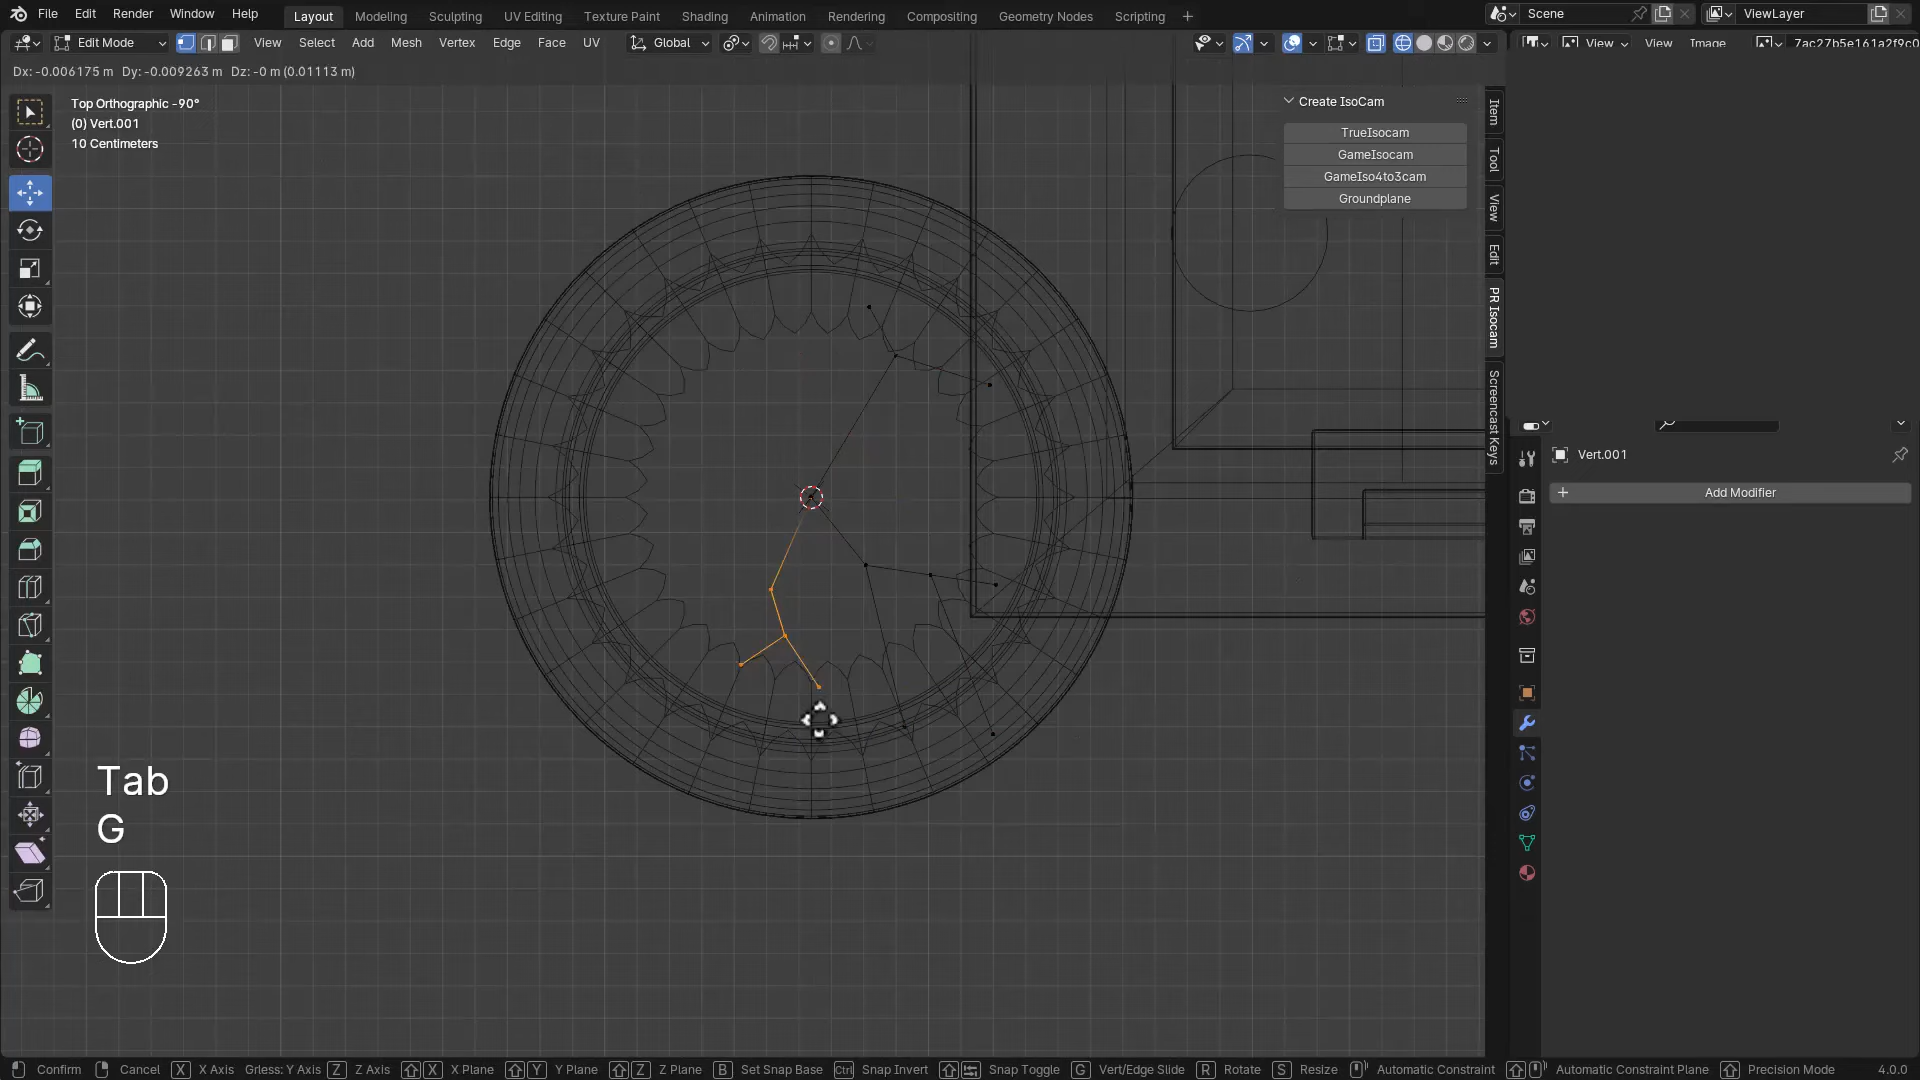 File Edit Render Window Help Layout Modeling Sculpting UV Editing Texture Paint Shading Animation Rendering Compositing Geometry Nodes Scripting + Scene ViewLayer
Edit Mode View Select Add Mesh Vertex Edge Face UV Global View View Image 7ac27b5e161a2f9c0
Dx: -0.006175 m Dy: -0.009263 m Dz: -0 m (0.01113 m)
Top Orthographic -90°
(0) Vert.001
10 Centimeters
Create IsoCam
TrueIsocam
GameIsocam
GameIso4to3cam
Groundplane
Item
Tool
View
Edit
PR Isocam
Screencast Keys
Vert.001
+ Add Modifier
Tab
G
Confirm Cancel X X Axis Grless: Y Axis Z Z Axis X X Plane Y Y Plane Z Z Plane B Set Snap Base Ctrl Snap Invert Snap Toggle G Vert/Edge Slide R Rotate S Resize Automatic Constraint Automatic Constraint Plane Precision Mode 4.0.0